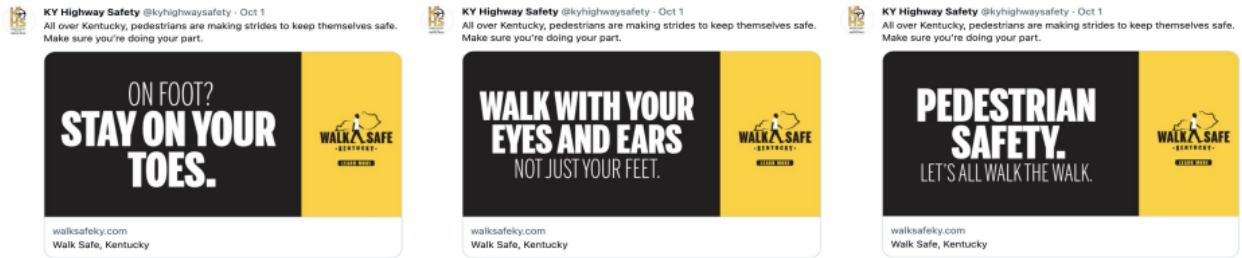 KY Highway Safety @kyhighwaysafety · Oct 1
All over Kentucky, pedestrians are making strides to keep themselves safe.
Make sure you're doing your part.
ON FOOT?
STAY ON YOUR
TOES.
WALK SAFE
KENTUCKY
LEARN MORE
walksafeky.com
Walk Safe, Kentucky
KY Highway Safety @kyhighwaysafety · Oct 1
All over Kentucky, pedestrians are making strides to keep themselves safe.
Make sure you're doing your part.
WALK WITH YOUR
EYES AND EARS
NOT JUST YOUR FEET.
WALK SAFE
KENTUCKY
LEARN MORE
walksafeky.com
Walk Safe, Kentucky
KY Highway Safety @kyhighwaysafety · Oct 1
All over Kentucky, pedestrians are making strides to keep themselves safe.
Make sure you're doing your part.
PEDESTRIAN
SAFETY.
LET'S ALL WALK THE WALK.
WALK SAFE
KENTUCKY
LEARN MORE
walksafeky.com
Walk Safe, Kentucky